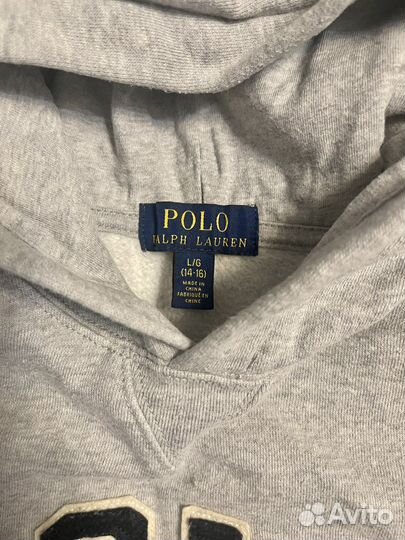 POLO
RALPH LAUREN
L/G
(14-16)
MADE IN
CHINA
FABRIQUÉ EN
CHINE
Avito